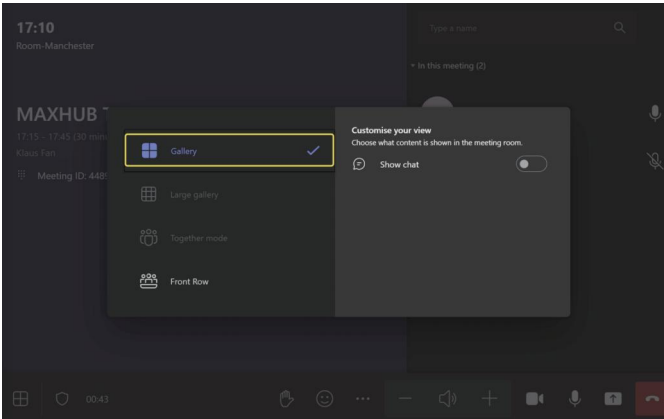 17:10
Room-Manchester
Type a name
In this meeting (2)
MAXHUB
17:15 - 17:45 (30 min
Klaus Fan
Meeting ID: 448
Gallery
Large gallery
Together mode
Front Row
Customise your view
Choose what content is shown in the meeting room.
Show chat
00:43